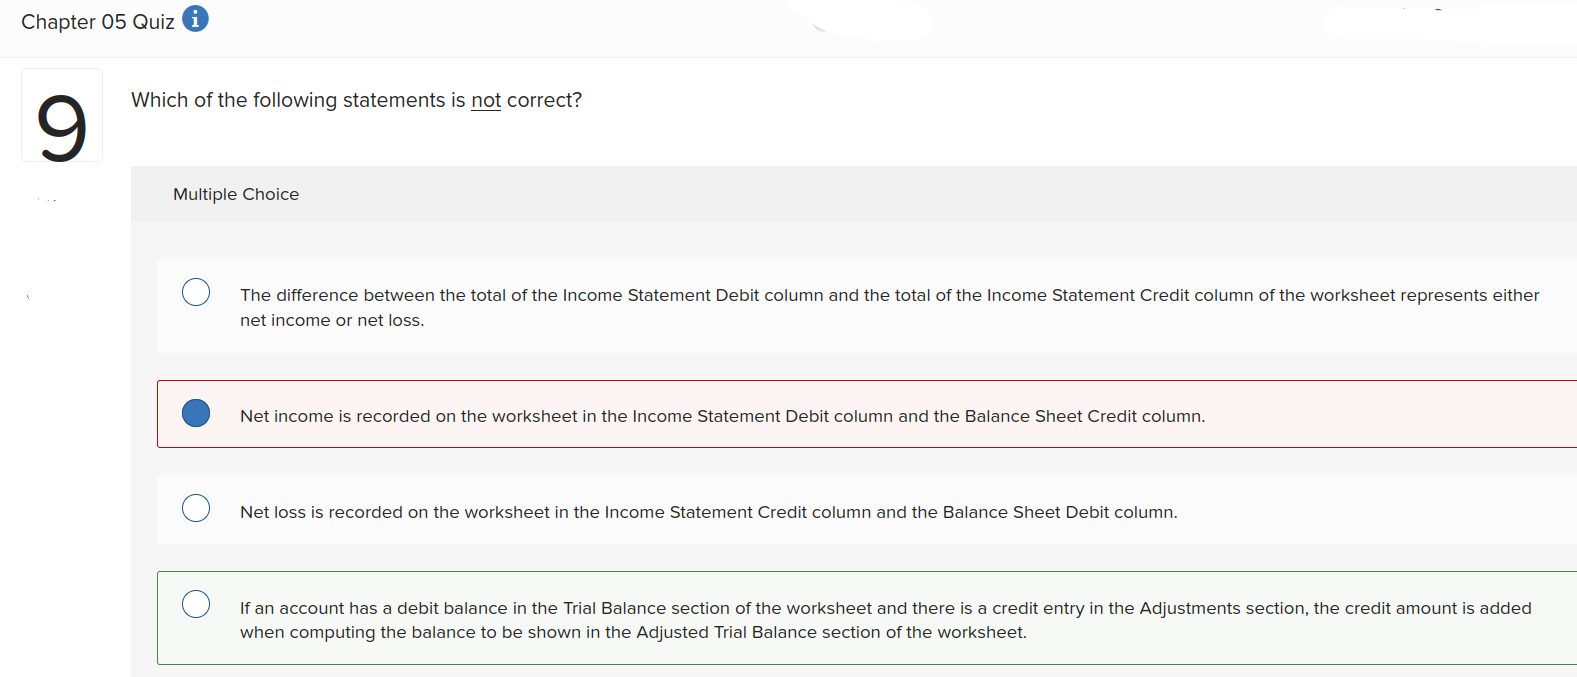 Chapter 05 Quiz i
9
Which of the following statements is not correct?
Multiple Choice
The difference between the total of the Income Statement Debit column and the total of the Income Statement Credit column of the worksheet represents either
net income or net loss.
Net income is recorded on the worksheet in the Income Statement Debit column and the Balance Sheet Credit column.
Net loss is recorded on the worksheet in the Income Statement Credit column and the Balance Sheet Debit column.
If an account has a debit balance in the Trial Balance section of the worksheet and there is a credit entry in the Adjustments section, the credit amount is added
when computing the balance to be shown in the Adjusted Trial Balance section of the worksheet.